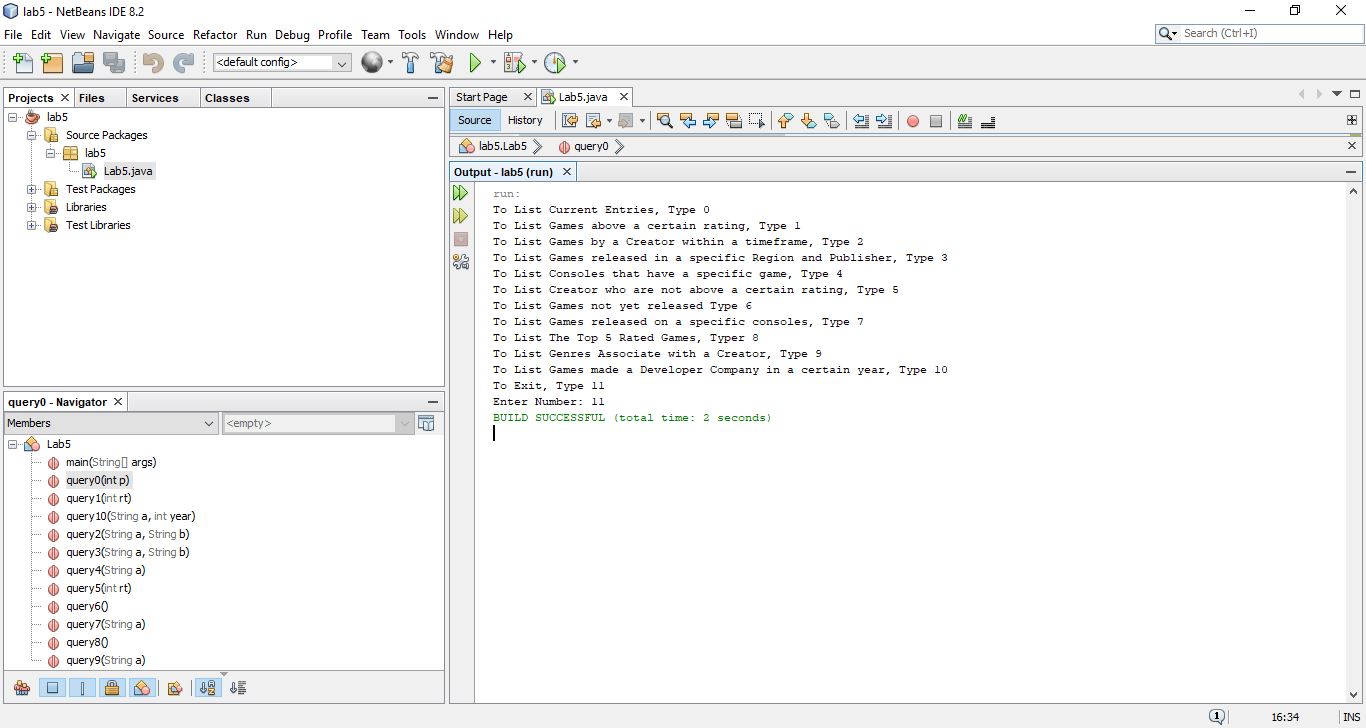 lab5 - NetBeans IDE 8.2
File Edit View Navigate Source Refactor Run Debug Profile Team Tools Window Help
Search (Ctrl+I)
<default config>
Projects Files Services Classes
lab5
Source Packages
lab5
Lab5.java
Test Packages
Libraries
Test Libraries
query0 - Navigator
Members <empty>
Lab5
main(String[] args)
query0(int p)
query1(int rt)
query10(String a, int year)
query2(String a, String b)
query3(String a, String b)
query4(String a)
query5(int rt)
query6()
query7(String a)
query8()
query9(String a)
Start Page Lab5.java
Source History
lab5.Lab5 query0
Output - lab5 (run)
run:
To List Current Entries, Type 0
To List Games above a certain rating, Type 1
To List Games by a Creator within a timeframe, Type 2
To List Games released in a specific Region and Publisher, Type 3
To List Consoles that have a specific game, Type 4
To List Creator who are not above a certain rating, Type 5
To List Games not yet released Type 6
To List Games released on a specific consoles, Type 7
To List The Top 5 Rated Games, Typer 8
To List Genres Associate with a Creator, Type 9
To List Games made a Developer Company in a certain year, Type 10
To Exit, Type 11
Enter Number: 11
BUILD SUCCESSFUL (total time: 2 seconds)
1 16:34 INS